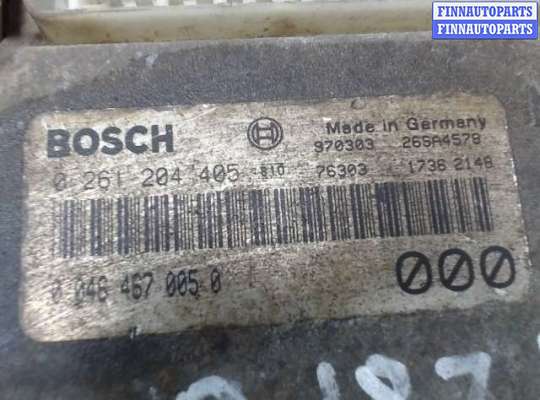 FINNAUTOPARTS
FINNAUTOPARTS
BOSCH
Made in Germany
970303 26SA4579
0 261 204 405 -810 76303 1736 2148
0 046 467 005 0
000